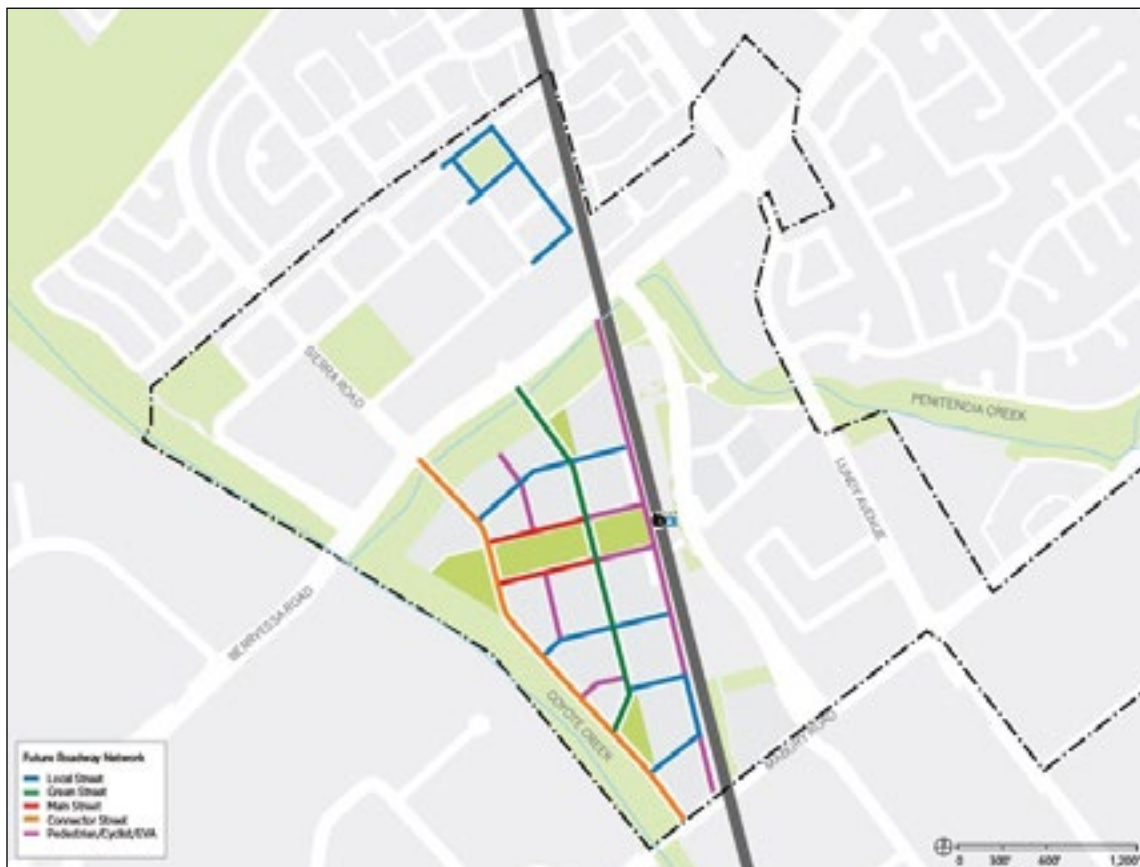 SIERRA ROAD
PENITENCIA CREEK
LUNDY AVENUE
BERRYESSA ROAD
COYOTE CREEK
MABURY ROAD
Future Roadway Network
Local Street
Green Street
Main Street
Connector Street
Pedestrian/Cyclist/EVA
0 300' 600' 1,200'